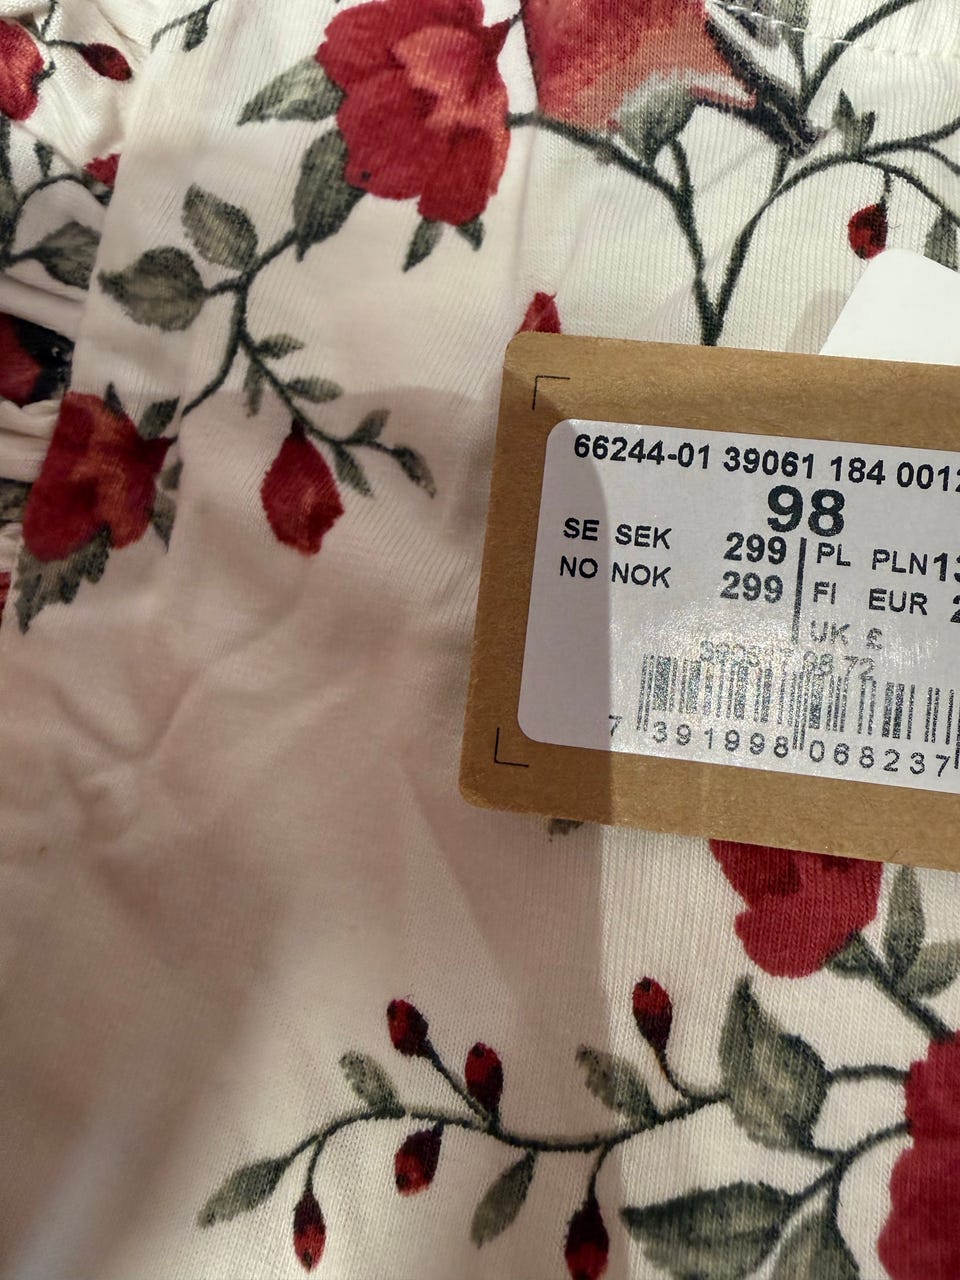 66244-01 39061 184 0012
98
SE SEK 299 PL PLN
NO NOK 299 FI EUR
UK £
7 391998 068237